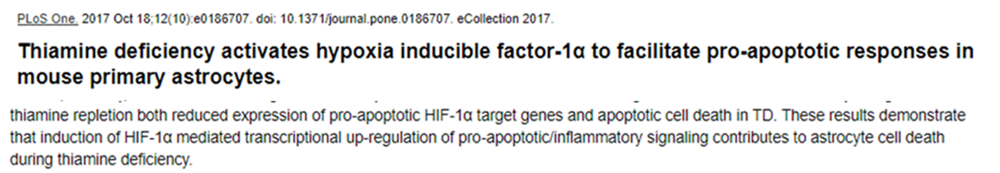 PLoS One. 2017 Oct 18;12(10):e0186707. doi: 10.1371/journal.pone.0186707. eCollection 2017.
Thiamine deficiency activates hypoxia inducible factor-1α to facilitate pro-apoptotic responses in
mouse primary astrocytes.
thiamine repletion both reduced expression of pro-apoptotic HIF-1α target genes and apoptotic cell death in TD. These results demonstrate
that induction of HIF-1α mediated transcriptional up-regulation of pro-apoptotic/inflammatory signaling contributes to astrocyte cell death
during thiamine deficiency.